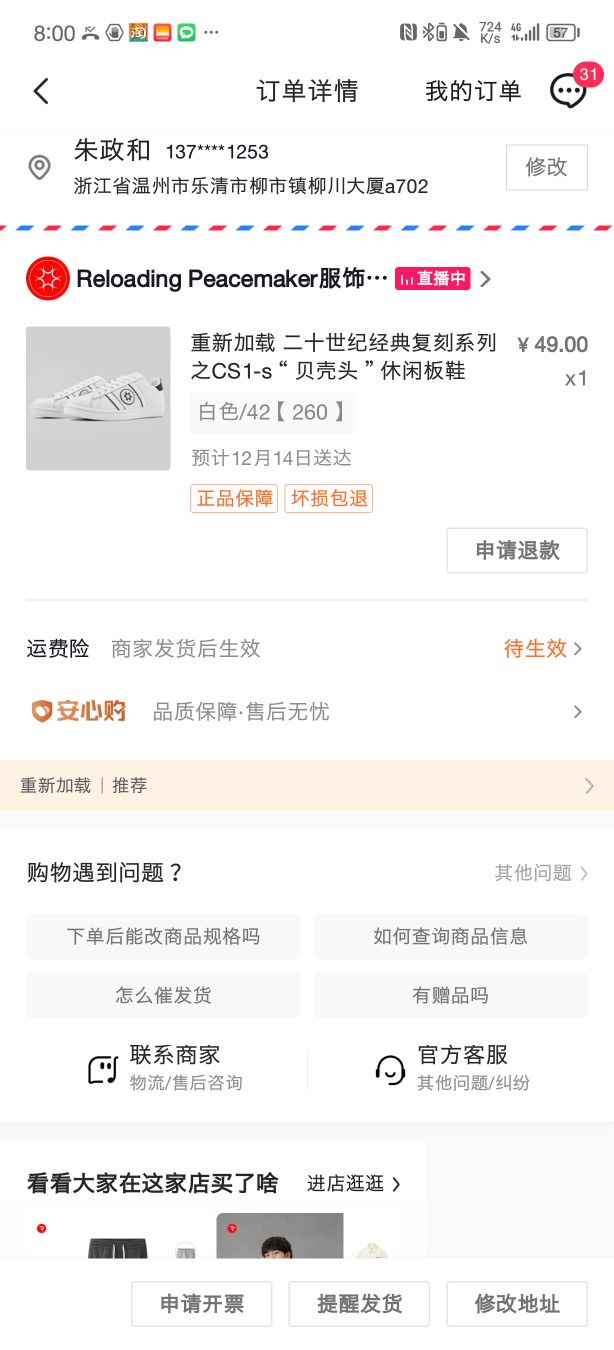 8:00
724 K/s
4G
57
订单详情
我的订单
31
朱政和 137****1253
修改
浙江省温州市乐清市柳市镇柳川大厦a702
Reloading Peacemaker服饰… 直播中
重新加载 二十世纪经典复刻系列
¥ 49.00
之CS1-s“贝壳头”休闲板鞋
x1
白色/42【260】
预计12月14日送达
正品保障 坏损包退
申请退款
运费险 商家发货后生效 待生效
安心购 品质保障·售后无忧
重新加载 | 推荐
购物遇到问题？ 其他问题
下单后能改商品规格吗 如何查询商品信息
怎么催发货 有赠品吗
联系商家
物流/售后咨询
官方客服
其他问题/纠纷
看看大家在这家店买了啥 进店逛逛
申请开票 提醒发货 修改地址